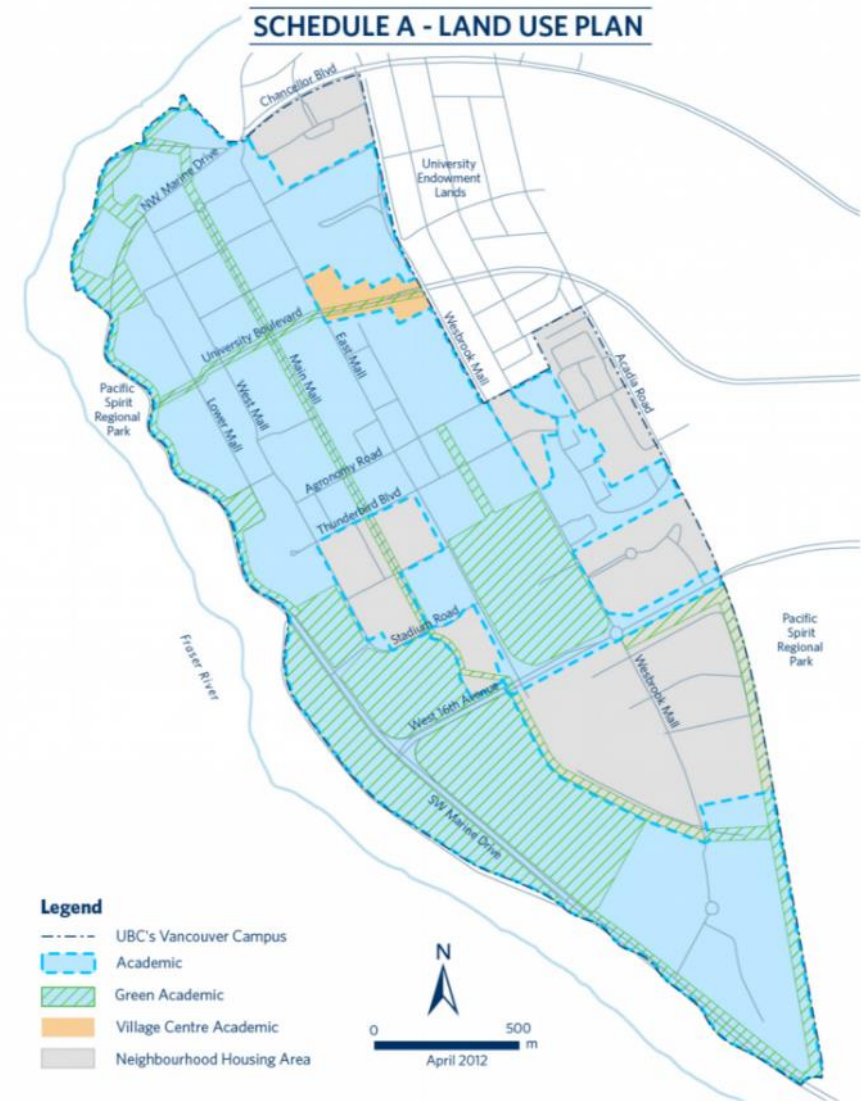 SCHEDULE A - LAND USE PLAN
Chancellor Blvd
NW Marine Drive
University
Endowment
Lands
University Boulevard
East Mall
Main Mall
West Mall
Lower Mall
Wesbrook Mall
Acadia Road
Pacific
Spirit
Regional
Park
Agronomy Road
Thunderbird Blvd
Stadium Road
Fraser River
Pacific
Spirit
Regional
Park
Wesbrook Mall
West 16th Avenue
SW Marine Drive
Legend
UBC's Vancouver Campus
Academic
Green Academic
Village Centre Academic
Neighbourhood Housing Area
N
0 500
m
April 2012